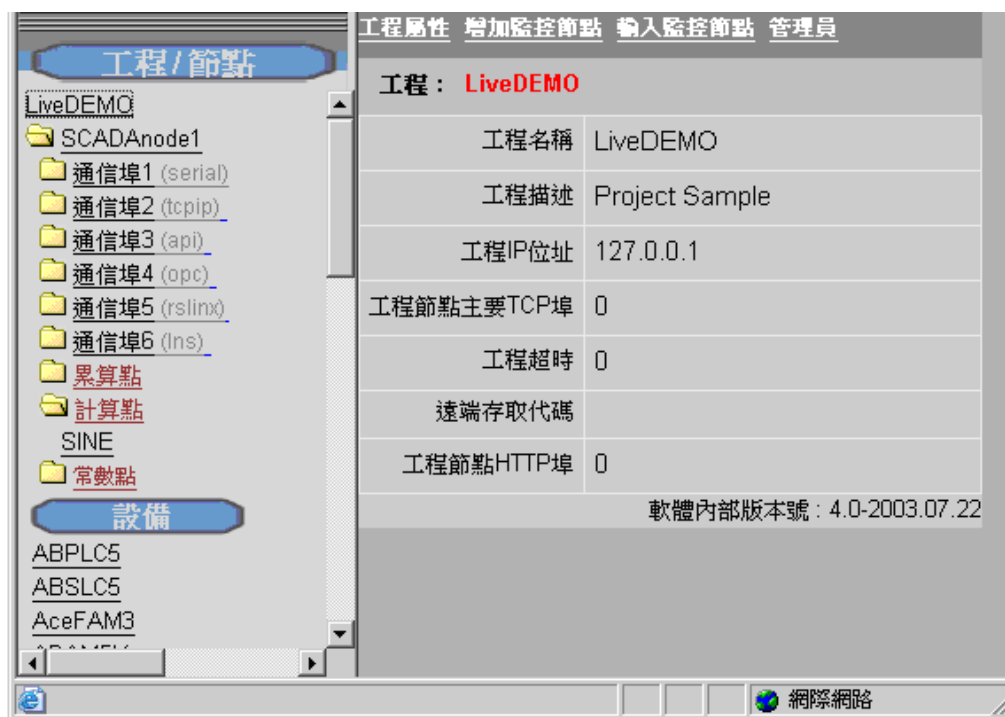 工程屬性 增加監控節點 輸入監控節點 管理員
工程/節點
LiveDEMO
SCADAnode1
通信埠1 (serial)
通信埠2 (tcpip)
通信埠3 (api)
通信埠4 (opc)
通信埠5 (rslinx)
通信埠6 (lns)
累算點
計算點
SINE
常數點
設備
ABPLC5
ABSLC5
AceFAM3
工程： LiveDEMO
工程名稱 LiveDEMO
工程描述 Project Sample
工程IP位址 127.0.0.1
工程節點主要TCP埠 0
工程超時 0
遠端存取代碼
工程節點HTTP埠 0
軟體內部版本號 : 4.0-2003.07.22
網際網路